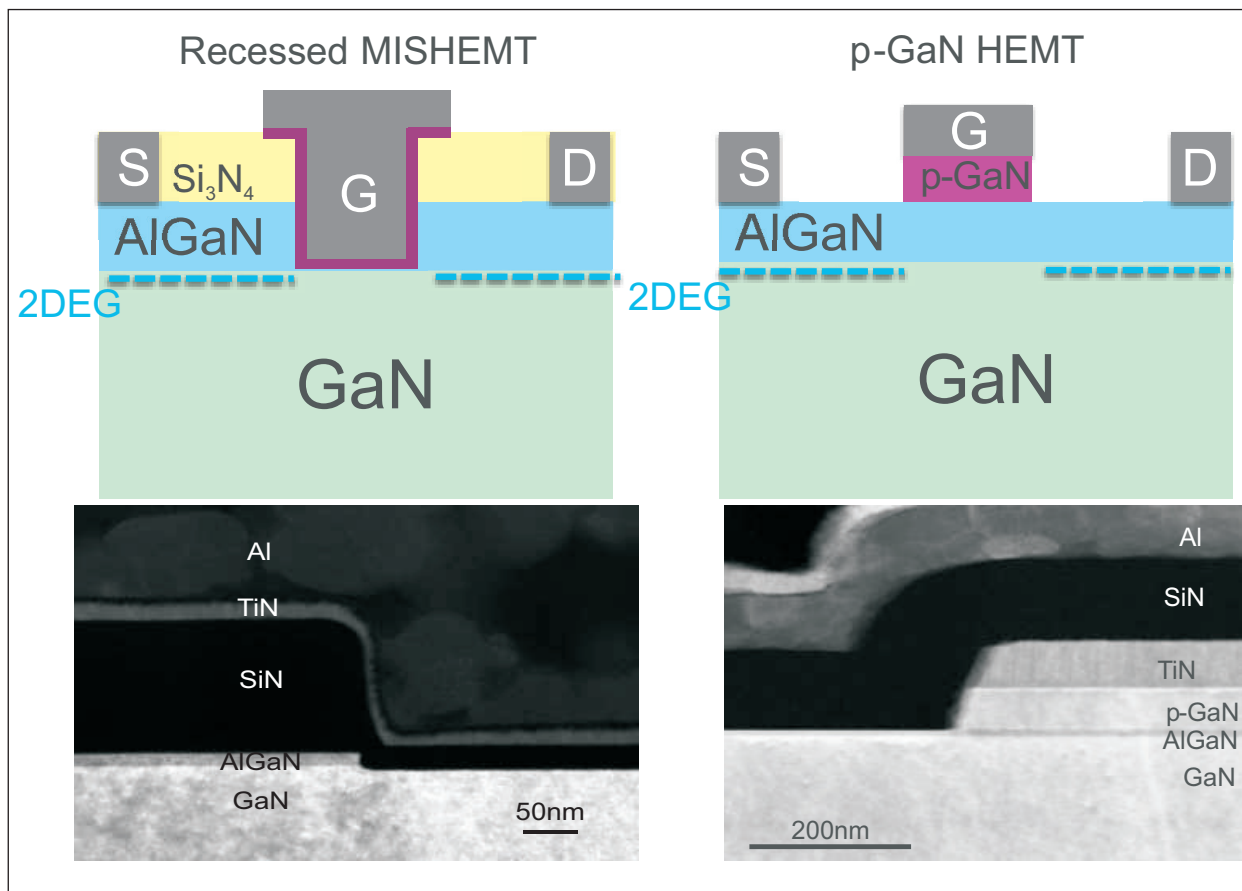 Recessed MISHEMT
S
Si₃N₄
G
D
AlGaN
2DEG
GaN
p-GaN HEMT
G
S
p-GaN
D
AlGaN
2DEG
GaN
Al
TiN
SiN
AlGaN
GaN
50nm
Al
SiN
TiN
p-GaN
AlGaN
GaN
200nm